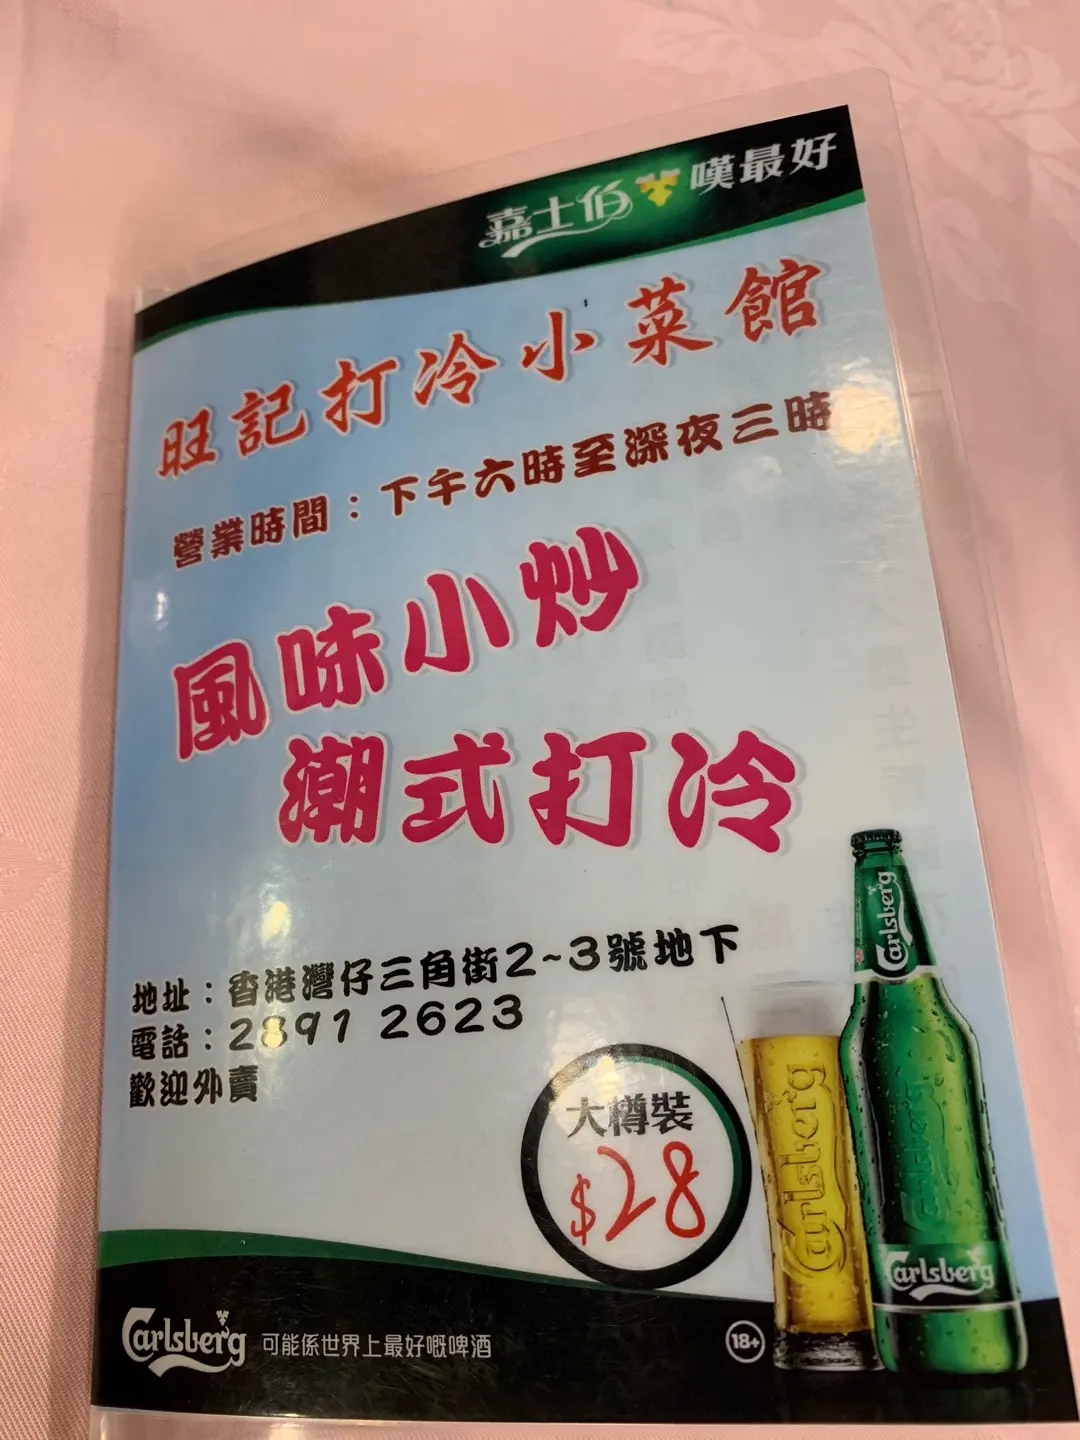 嘉士伯 嘆最好
旺記打冷小菜館
營業時間：下午六時至深夜三時
風味小炒
潮式打冷
地址：香港灣仔三角街2~3號地下
電話：2891 2623
歡迎外賣
大樽裝
$28
Carlsberg
Carlsberg
Carlsberg
Carlsberg 可能係世界上最好嘅啤酒
18+